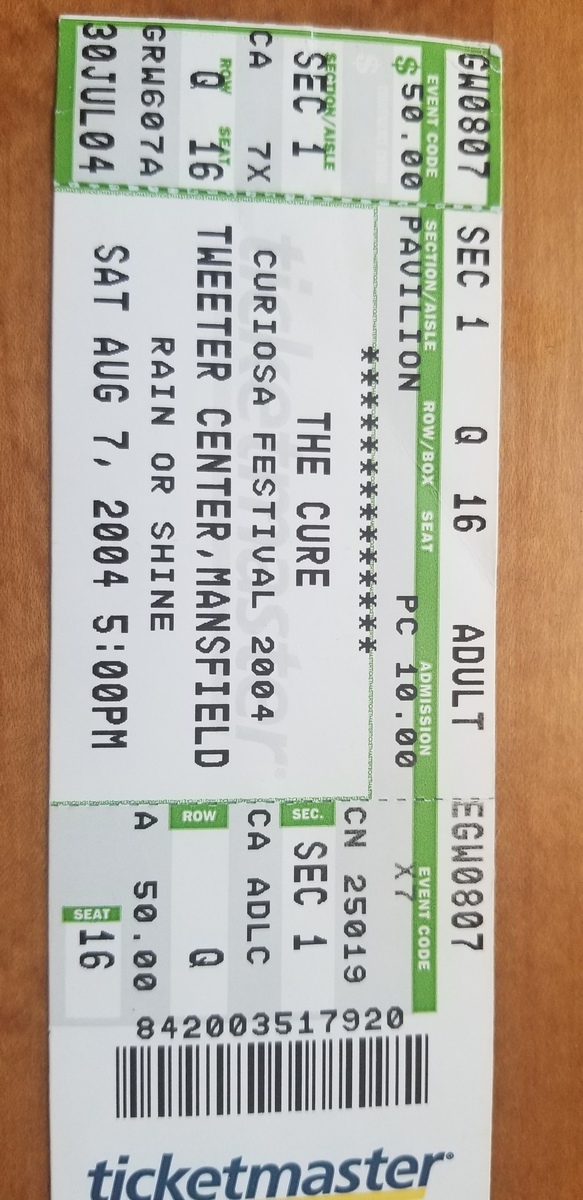 GW0807 SEC 1 Q 16 ADULT EGW0807
EVENT CODE SECTION/AISLE ROW/BOX SEAT ADMISSION EVENT CODE
$ 50.00 PAVILION PC 10.00 X7
****************
SECTION/AISLE
SEC 1
CA 7X
ROW SEAT
Q 16
GRW607A
30JUL04
THE CURE
CURIOSA FESTIVAL 2004
TWEETER CENTER,MANSFIELD
RAIN OR SHINE
SAT AUG 7, 2004 5:00PM
CN 25019
SEC. SEC 1
CA ADLC
ROW Q
A 50.00
SEAT 16
842003517920
ticketmaster
ticketmaster